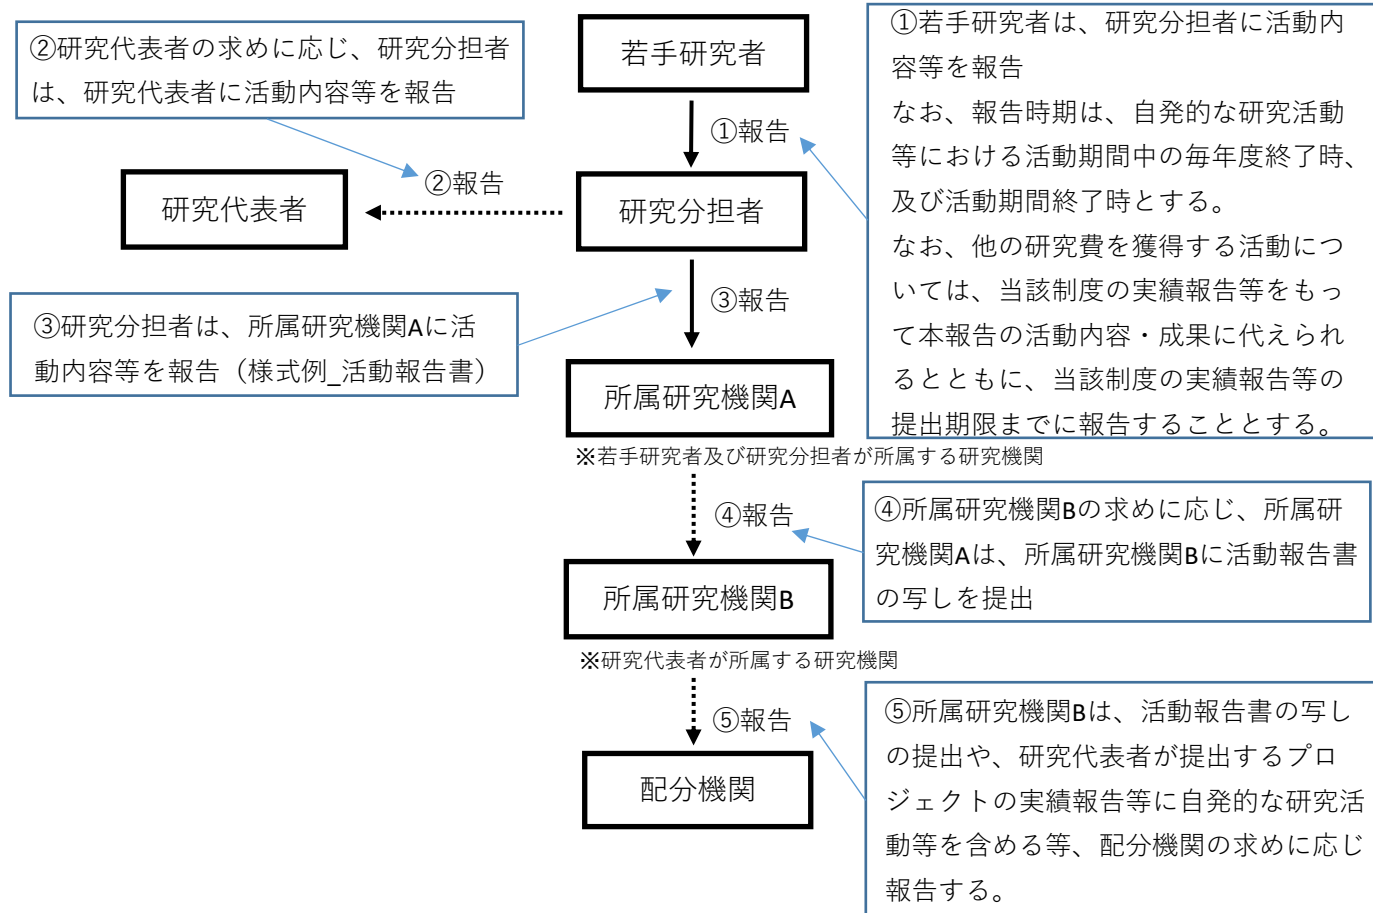 ②研究代表者の求めに応じ、研究分担者
は、研究代表者に活動内容等を報告
若手研究者
①若手研究者は、研究分担者に活動内
容等を報告
なお、報告時期は、自発的な研究活動
等における活動期間中の毎年度終了時、
及び活動期間終了時とする。
なお、他の研究費を獲得する活動につ
いては、当該制度の実績報告等をもっ
て本報告の活動内容・成果に代えられ
るとともに、当該制度の実績報告等の
提出期限までに報告することとする。
①報告
②報告
研究代表者
研究分担者
③報告
③研究分担者は、所属研究機関Aに活
動内容等を報告（様式例_活動報告書）
所属研究機関A
※若手研究者及び研究分担者が所属する研究機関
④報告
④所属研究機関Bの求めに応じ、所属研
究機関Aは、所属研究機関Bに活動報告書
の写しを提出
所属研究機関B
※研究代表者が所属する研究機関
⑤報告
⑤所属研究機関Bは、活動報告書の写し
の提出や、研究代表者が提出するプロ
ジェクトの実績報告等に自発的な研究活
動等を含める等、配分機関の求めに応じ
報告する。
配分機関